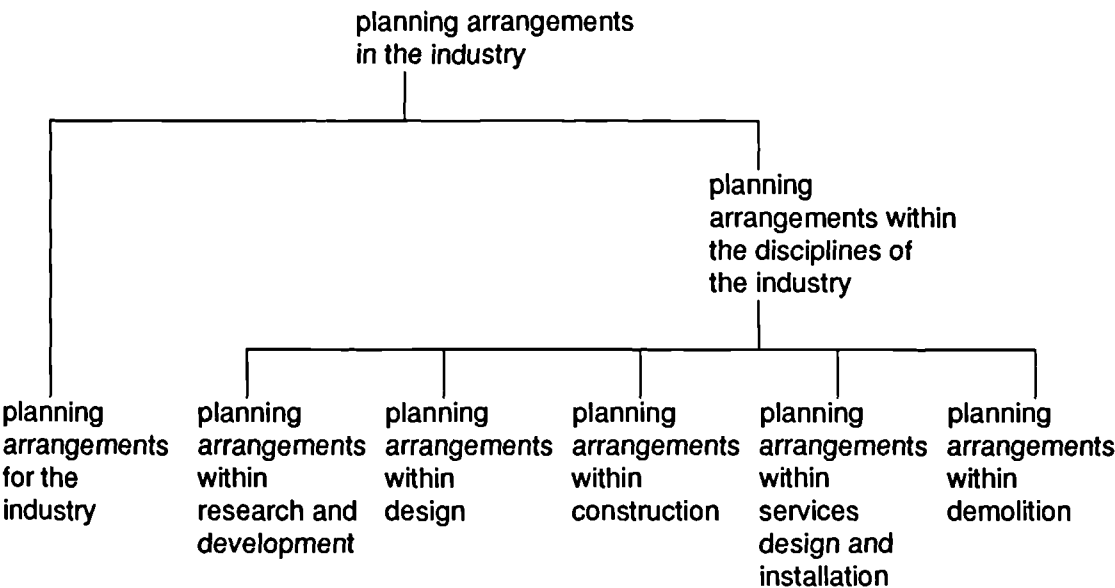 planning arrangements
in the industry
planning
arrangements within
the disciplines of
the industry
planning
arrangements
for the
industry
planning
arrangements
within
research and
development
planning
arrangements
within
design
planning
arrangements
within
construction
planning
arrangements
within
services
design and
installation
planning
arrangements
within
demolition